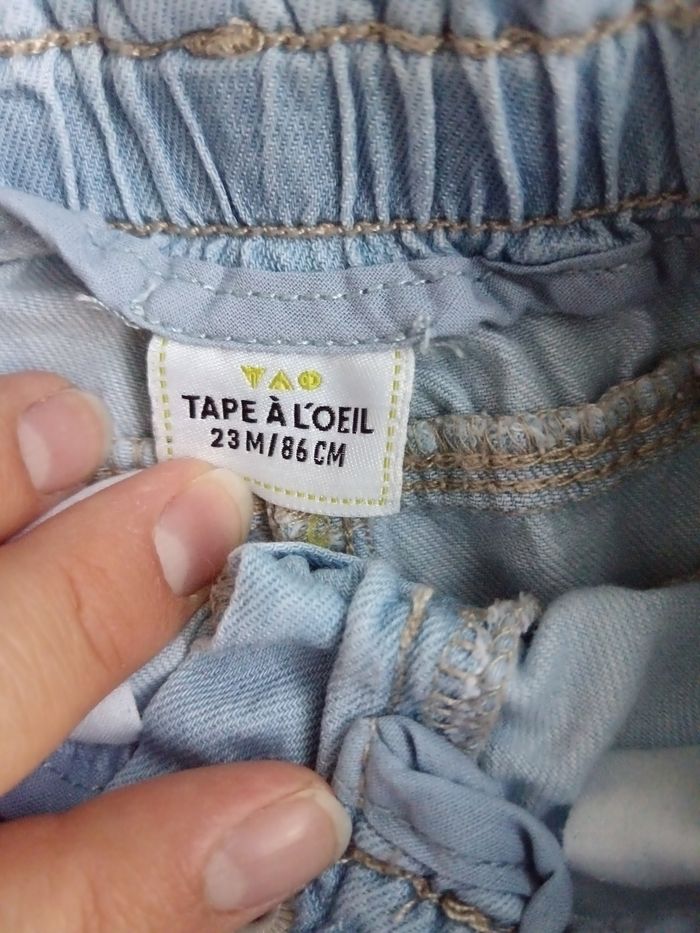 TAO
TAPE À L'OEIL
23 M/86 CM